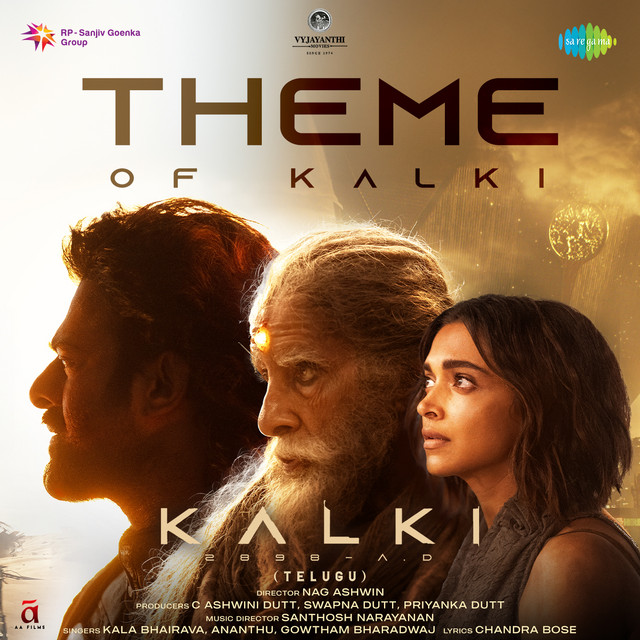 RP - Sanjiv Goenka
Group
VYJAYANTHI
MOVIES
SINCE 1974
saregama
THEME
OF KALKI
KALKI
2898-A.D
(TELUGU)
DIRECTOR NAG ASHWIN
PRODUCERS C ASHWINI DUTT, SWAPNA DUTT, PRIYANKA DUTT
MUSIC DIRECTOR SANTHOSH NARAYANAN
SINGERS KALA BHAIRAVA, ANANTHU, GOWTHAM BHARADWAJ LYRICS CHANDRA BOSE
ā
AA FILMS